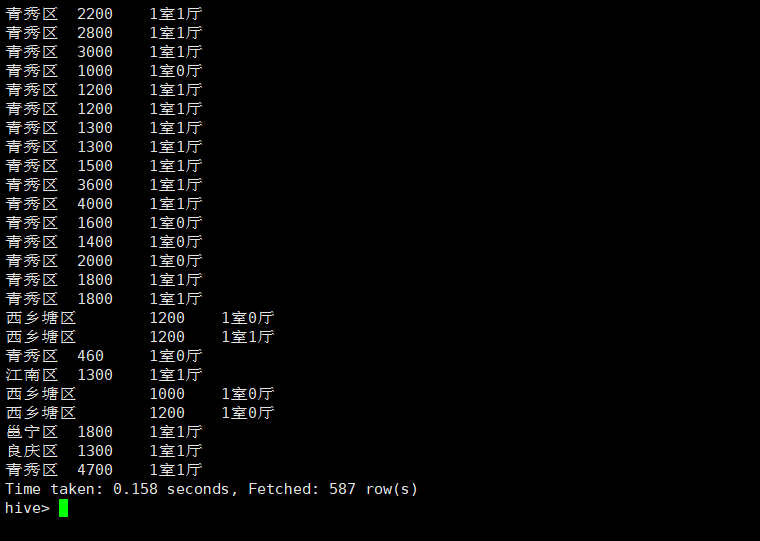 青秀区 2200 1室1厅
青秀区 2800 1室1厅
青秀区 3000 1室1厅
青秀区 1000 1室0厅
青秀区 1200 1室1厅
青秀区 1200 1室1厅
青秀区 1300 1室1厅
青秀区 1300 1室1厅
青秀区 1500 1室1厅
青秀区 3600 1室1厅
青秀区 4000 1室1厅
青秀区 1600 1室0厅
青秀区 1400 1室0厅
青秀区 2000 1室0厅
青秀区 1800 1室1厅
青秀区 1800 1室1厅
西乡塘区 1200 1室0厅
西乡塘区 1200 1室1厅
青秀区 460 1室0厅
江南区 1300 1室1厅
西乡塘区 1000 1室0厅
西乡塘区 1200 1室0厅
邕宁区 1800 1室1厅
良庆区 1300 1室1厅
青秀区 4700 1室1厅
Time taken: 0.158 seconds, Fetched: 587 row(s)
hive>